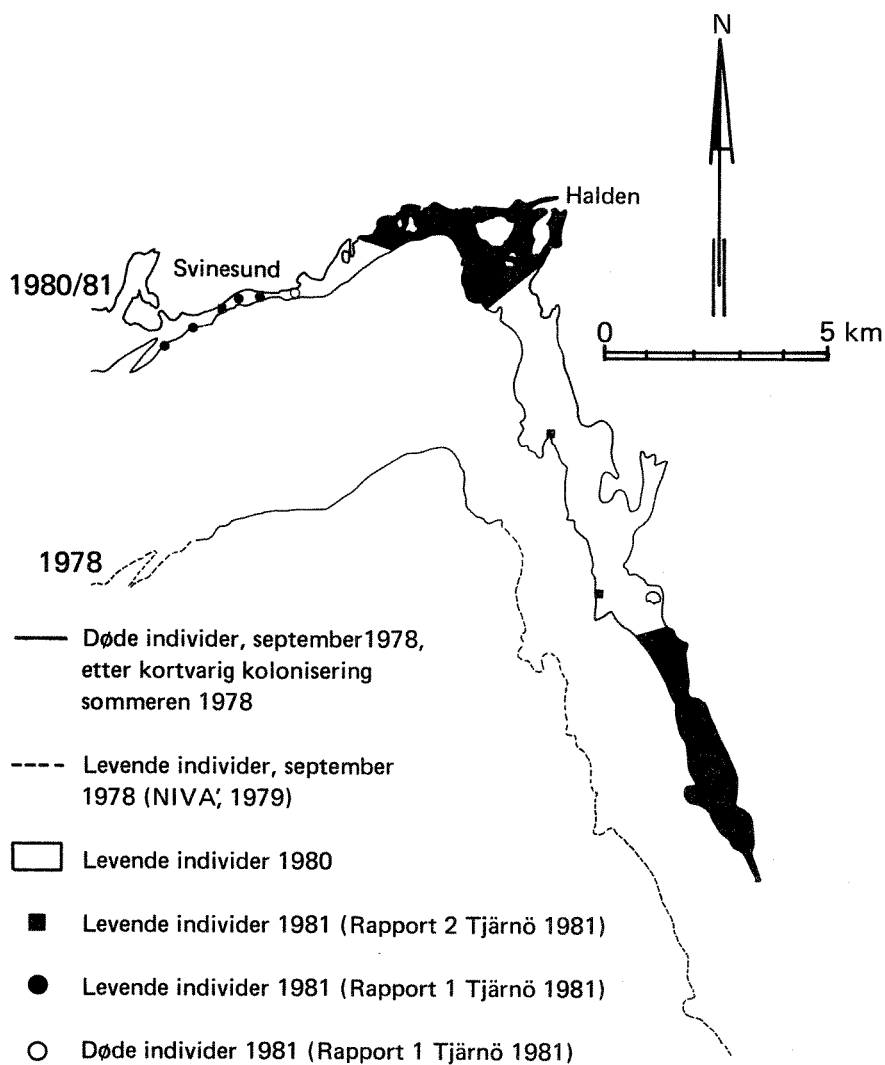 N
Halden
Svinesund
1980/81
0 5 km
1978
Døde individer, september1978,
etter kortvarig kolonisering
sommeren 1978
Levende individer, september
1978 (NIVA', 1979)
Levende individer 1980
Levende individer 1981 (Rapport 2 Tjärnö 1981)
Levende individer 1981 (Rapport 1 Tjärnö 1981)
Døde individer 1981 (Rapport 1 Tjärnö 1981)